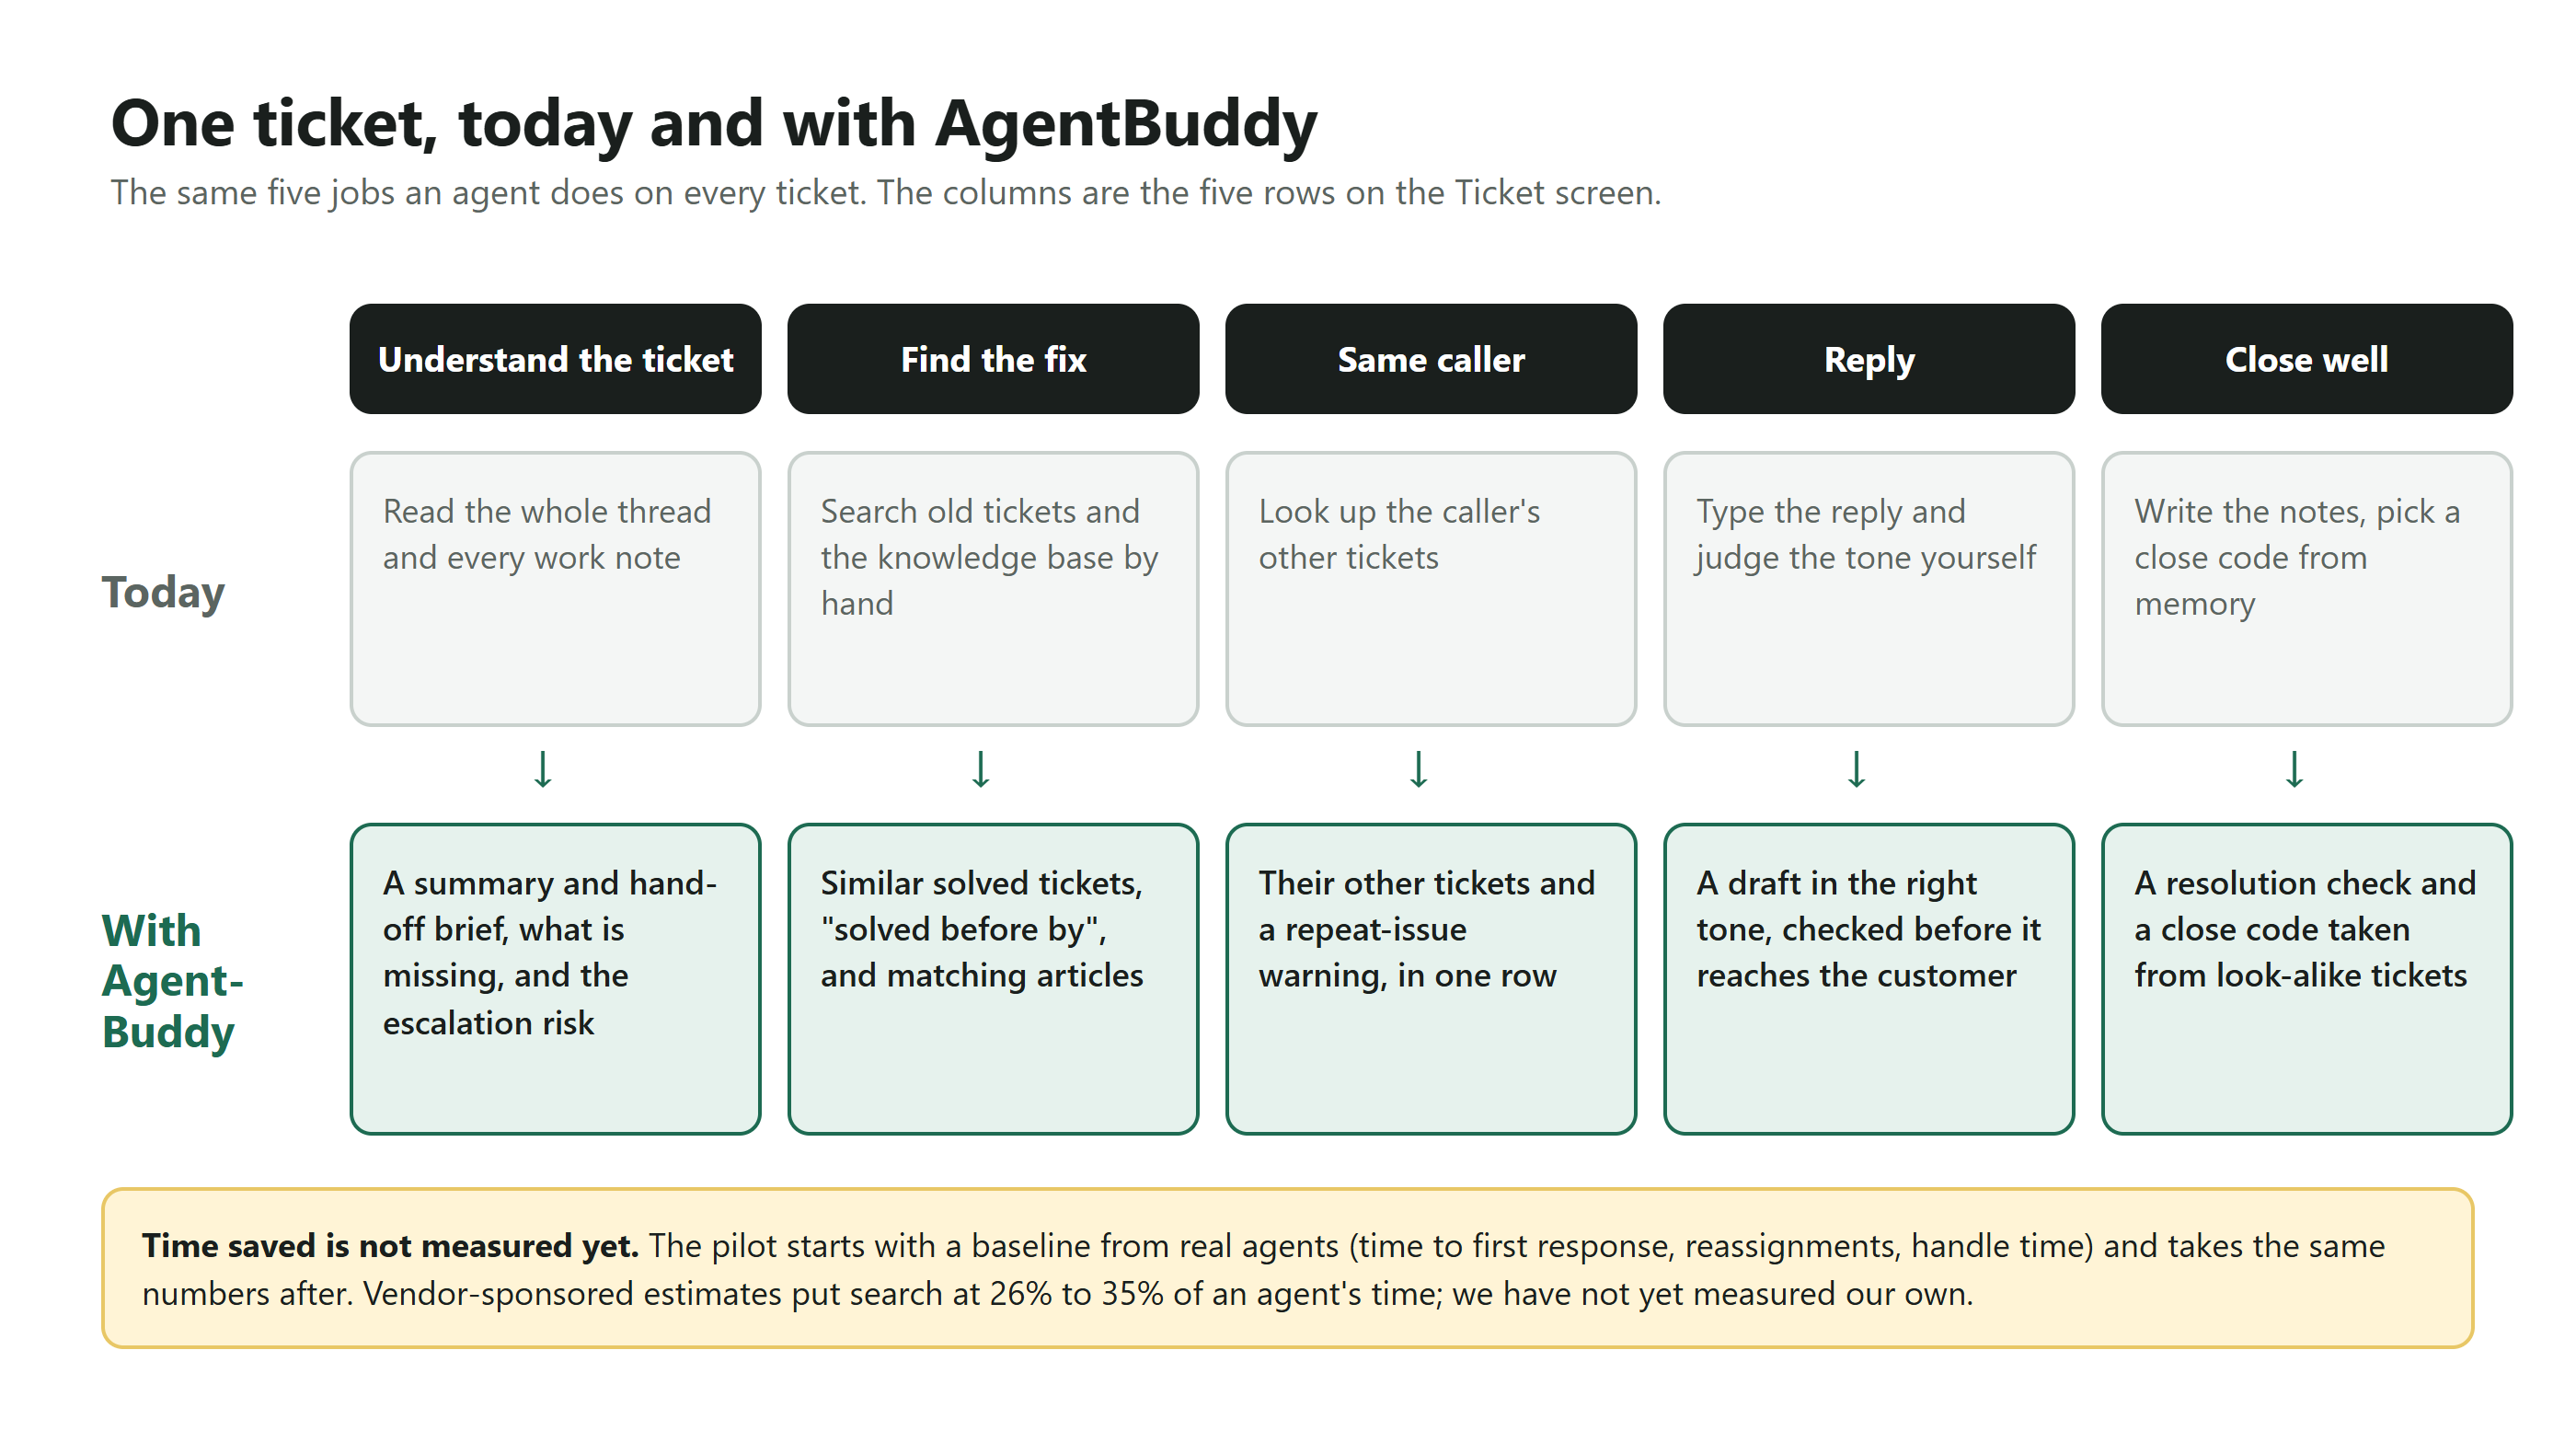 One ticket, today and with AgentBuddy
The same five jobs an agent does on every ticket. The columns are the five rows on the Ticket screen.
Understand the ticket
Find the fix
Same caller
Reply
Close well
Today
Read the whole thread
and every work note
Search old tickets and
the knowledge base by
hand
Look up the caller's
other tickets
Type the reply and
judge the tone yourself
Write the notes, pick a
close code from
memory
↓
↓
↓
↓
↓
With
Agent-
Buddy
A summary and hand-
off brief, what is
missing, and the
escalation risk
Similar solved tickets,
"solved before by",
and matching articles
Their other tickets and
a repeat-issue
warning, in one row
A draft in the right
tone, checked before it
reaches the customer
A resolution check and
a close code taken
from look-alike tickets
Time saved is not measured yet. The pilot starts with a baseline from real agents (time to first response, reassignments, handle time) and takes the same
numbers after. Vendor-sponsored estimates put search at 26% to 35% of an agent's time; we have not yet measured our own.